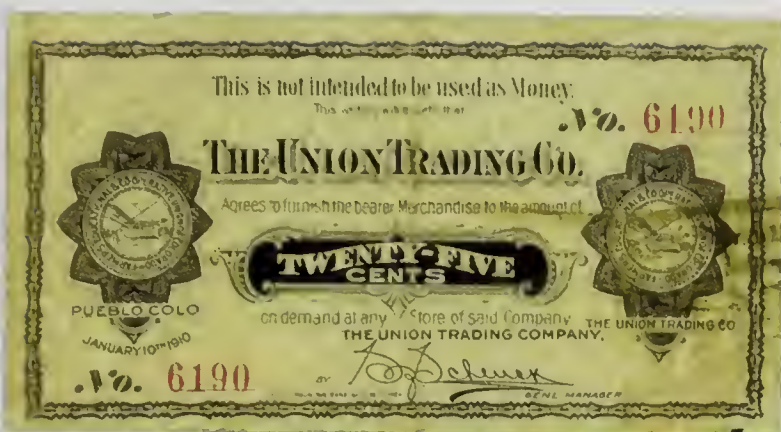 This is not intended to be used as Money.
This
No. 6190
THE UNION TRADING CO.
Agrees to furnish the bearer Merchandise to the amount of
TWENTY-FIVE
CENTS
PUEBLO COLO
JANUARY 10TH 1910
on demand at any Store of said Company
THE UNION TRADING COMPANY,
THE UNION TRADING CO
No. 6190
BY
GENL MANAGER